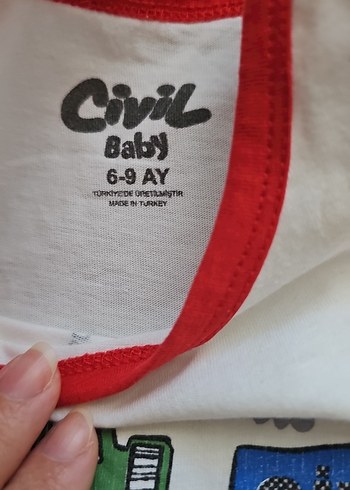 CiviL
Baby
6-9 AY
TÜRKİYE'DE ÜRETİLMİŞTİR
MADE IN TURKEY